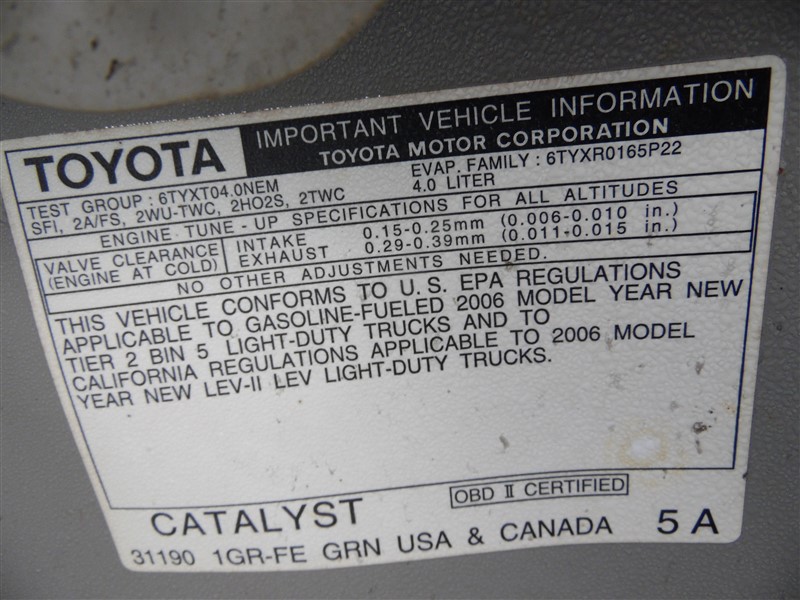 TOYOTA IMPORTANT VEHICLE INFORMATION
TOYOTA MOTOR CORPORATION
TEST GROUP : 6TYXT04.0NEM EVAP. FAMILY : 6TYXR0165P22
SFI, 2A/FS, 2WU-TWC, 2HO2S, 2TWC 4.0 LITER
ENGINE TUNE - UP SPECIFICATIONS FOR ALL ALTITUDES
VALVE CLEARANCE INTAKE 0.15-0.25mm (0.006-0.010 in.)
(ENGINE AT COLD) EXHAUST 0.29-0.39mm (0.011-0.015 in.)
NO OTHER ADJUSTMENTS NEEDED.
THIS VEHICLE CONFORMS TO U.S. EPA REGULATIONS
APPLICABLE TO GASOLINE-FUELED 2006 MODEL YEAR NEW
TIER 2 BIN 5 LIGHT-DUTY TRUCKS AND TO
CALIFORNIA REGULATIONS APPLICABLE TO 2006 MODEL
YEAR NEW LEV-II LEV LIGHT-DUTY TRUCKS.
OBD II CERTIFIED
CATALYST
31190 1GR-FE GRN USA & CANADA 5A